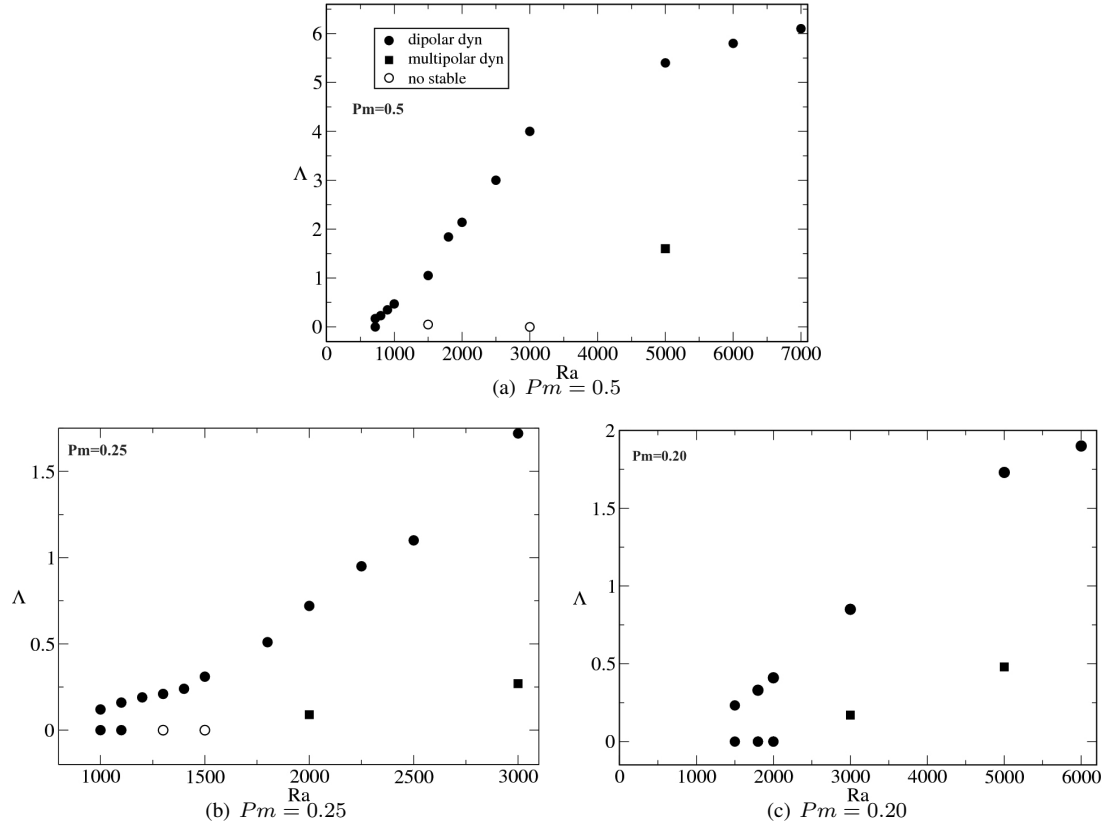 6
5
4
3
2
1
0
Λ
dipolar dyn
multipolar dyn
no stable
Pm=0.5
0 1000 2000 3000 4000 5000 6000 7000
Ra
(a) Pm = 0.5
Pm=0.25
1.5
1
0.5
0
Λ
1000 1500 2000 2500 3000
Ra
(b) Pm = 0.25
2
Pm=0.20
1.5
1
0.5
0
Λ
0 1000 2000 3000 4000 5000 6000
Ra
(c) Pm = 0.20